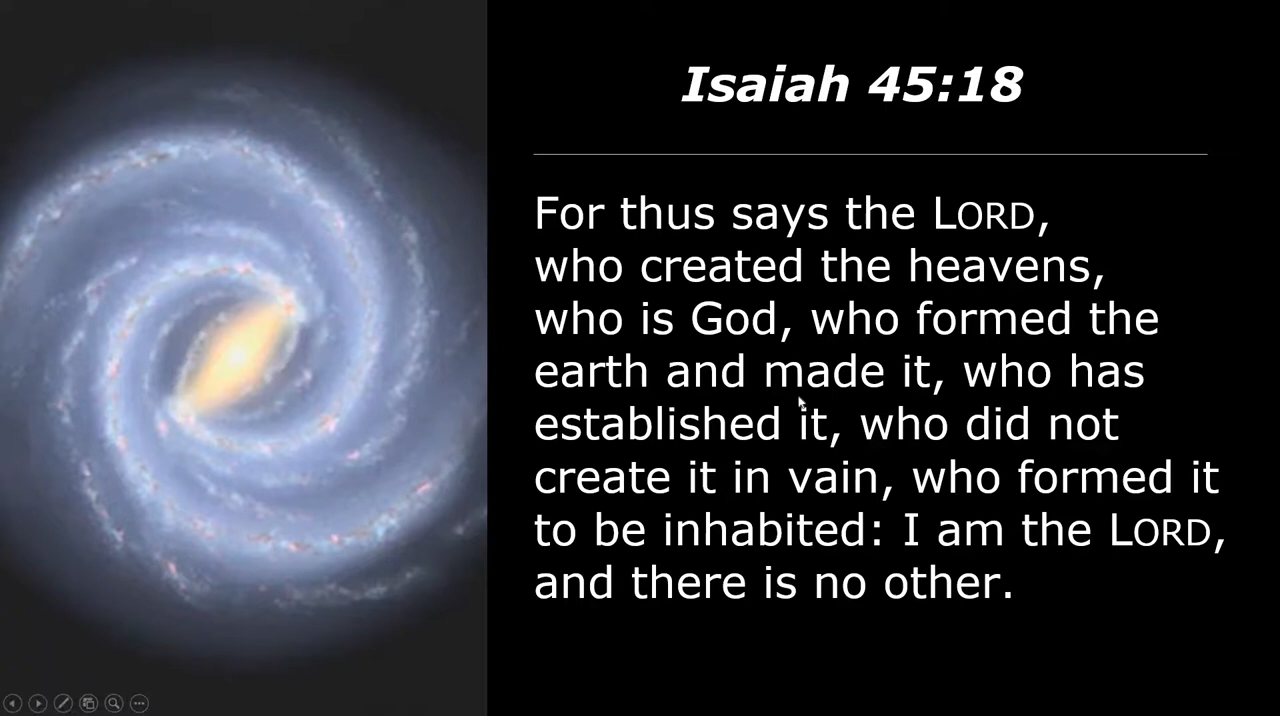 Isaiah 45:18
For thus says the LORD,
who created the heavens,
who is God, who formed the
earth and made it, who has
established it, who did not
create it in vain, who formed it
to be inhabited: I am the LORD,
and there is no other.